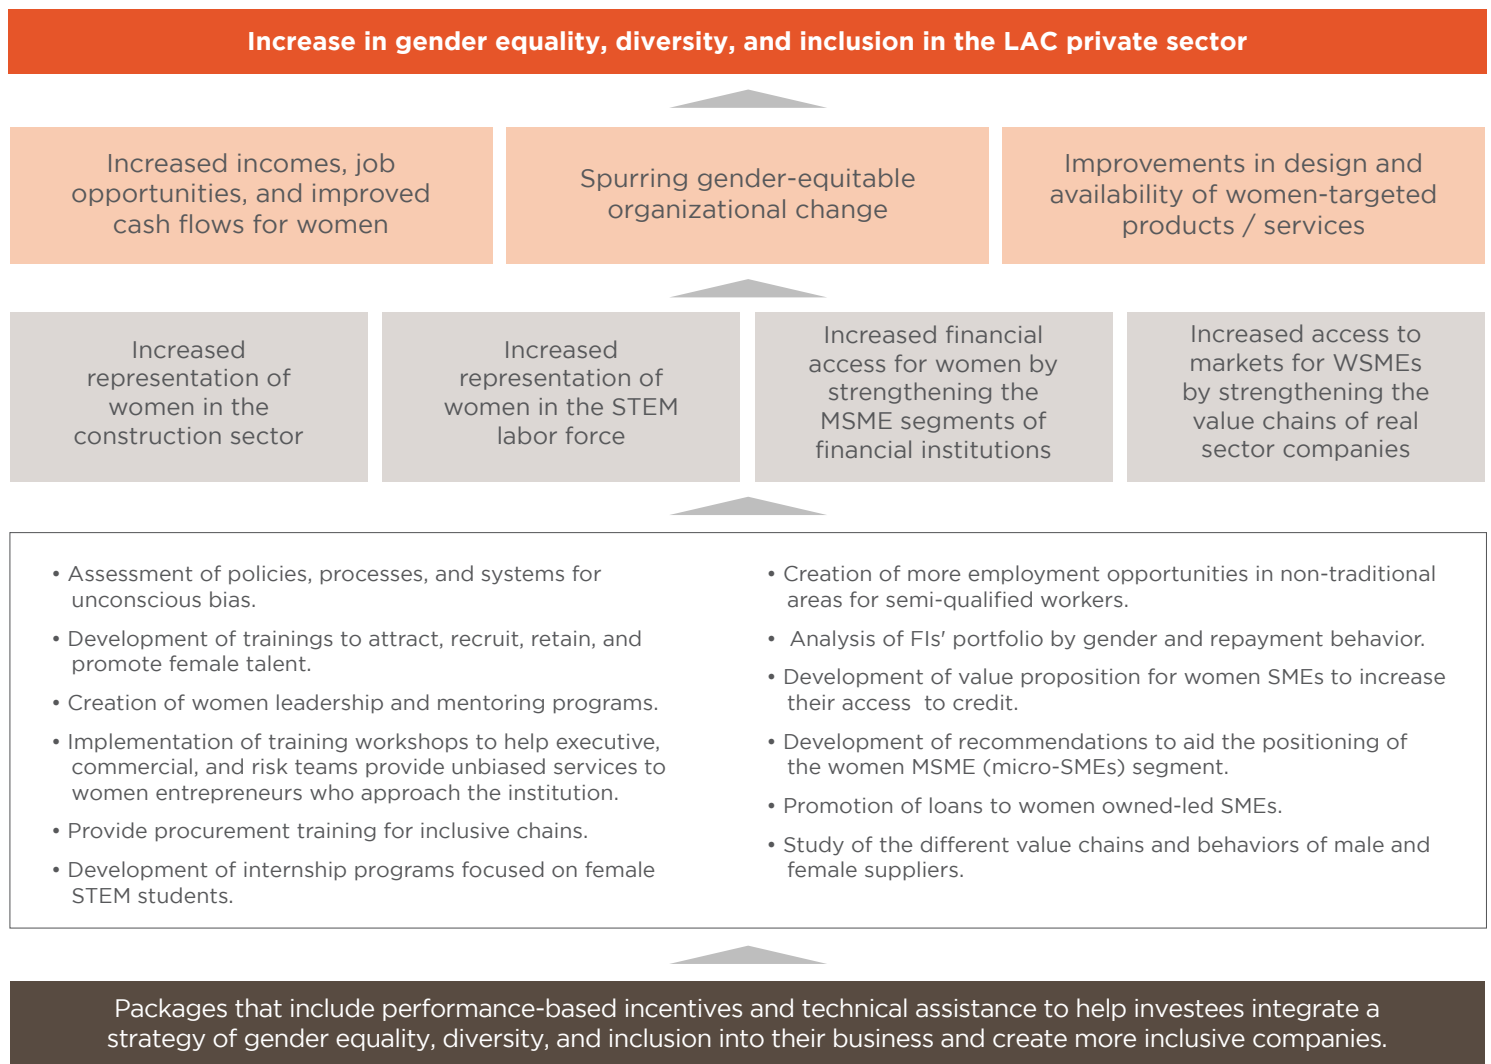 Increase in gender equality, diversity, and inclusion in the LAC private sector
Increased incomes, job
opportunities, and improved
cash flows for women
Spurring gender-equitable
organizational change
Improvements in design and
availability of women-targeted
products / services
Increased
representation of
women in the
construction sector
Increased
representation of
women in the STEM
labor force
Increased financial
access for women by
strengthening the
MSME segments of
financial institutions
Increased access to
markets for WSMEs
by strengthening the
value chains of real
sector companies
• Assessment of policies, processes, and systems for
unconscious bias.
• Development of trainings to attract, recruit, retain, and
promote female talent.
• Creation of women leadership and mentoring programs.
• Implementation of training workshops to help executive,
commercial, and risk teams provide unbiased services to
women entrepreneurs who approach the institution.
• Provide procurement training for inclusive chains.
• Development of internship programs focused on female
STEM students.
• Creation of more employment opportunities in non-traditional
areas for semi-qualified workers.
• Analysis of FIs' portfolio by gender and repayment behavior.
• Development of value proposition for women SMEs to increase
their access to credit.
• Development of recommendations to aid the positioning of
the women MSME (micro-SMEs) segment.
• Promotion of loans to women owned-led SMEs.
• Study of the different value chains and behaviors of male and
female suppliers.
Packages that include performance-based incentives and technical assistance to help investees integrate a
strategy of gender equality, diversity, and inclusion into their business and create more inclusive companies.